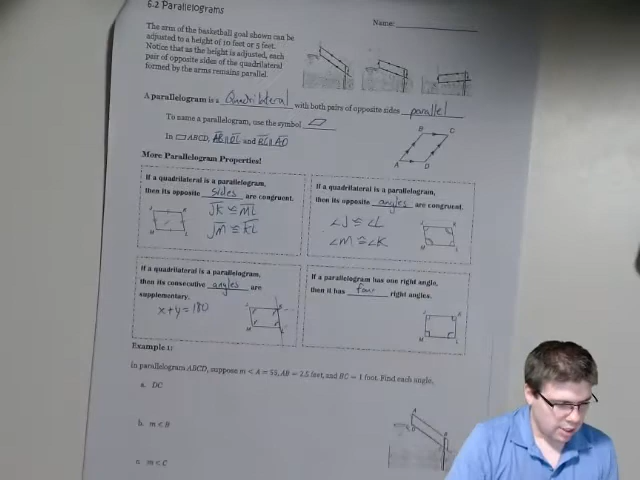 6.2 Parallelograms
Name:
The arm of the basketball goal shown can be
adjusted to a height of 10 feet or 5 feet.
Notice that as the height is adjusted, each
pair of opposite sides of the quadrilateral
formed by the arms remains parallel.
A parallelogram is a Quadrilateral with both pairs of opposite sides parallel
To name a parallelogram, use the symbol ▱
In ▱ABCD, AB∥DC and BC∥AD
B C
A D
More Parallelogram Properties!
If a quadrilateral is a parallelogram,
then its opposite sides are congruent.
JK ≅ ML
JM ≅ KL
If a quadrilateral is a parallelogram,
then its opposite angles are congruent.
∠J ≅ ∠L
∠M ≅ ∠K
If a quadrilateral is a parallelogram,
then its consecutive angles are
supplementary.
x+y=180
If a parallelogram has one right angle,
then it has four right angles.
Example 1:
In parallelogram ABCD, suppose m < A = 55, AB = 2.5 feet, and BC = 1 foot. Find each angle.
a. DC
b. m < B
c. m < C